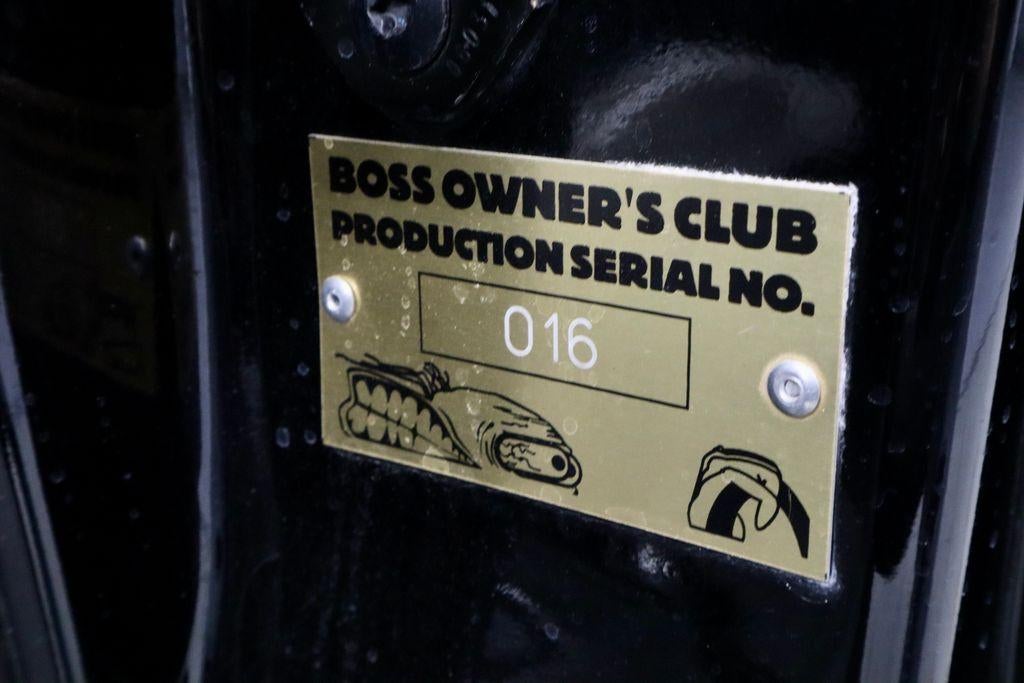 BOSS OWNER'S CLUB
PRODUCTION SERIAL NO.
016